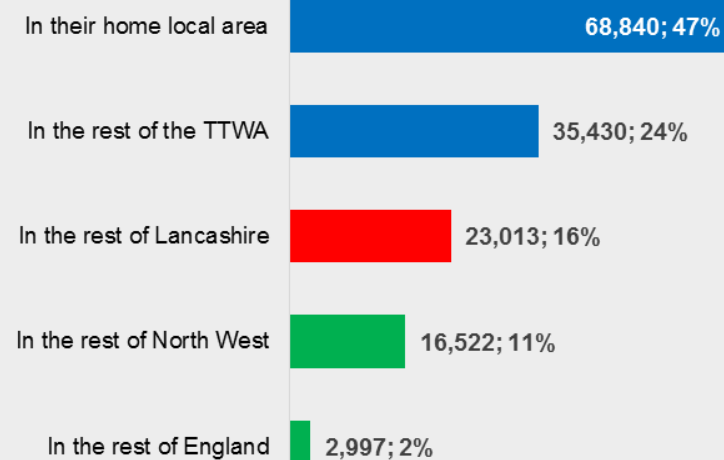 In their home local area 68,840; 47%
In the rest of the TTWA 35,430; 24%
In the rest of Lancashire 23,013; 16%
In the rest of North West 16,522; 11%
In the rest of England 2,997; 2%